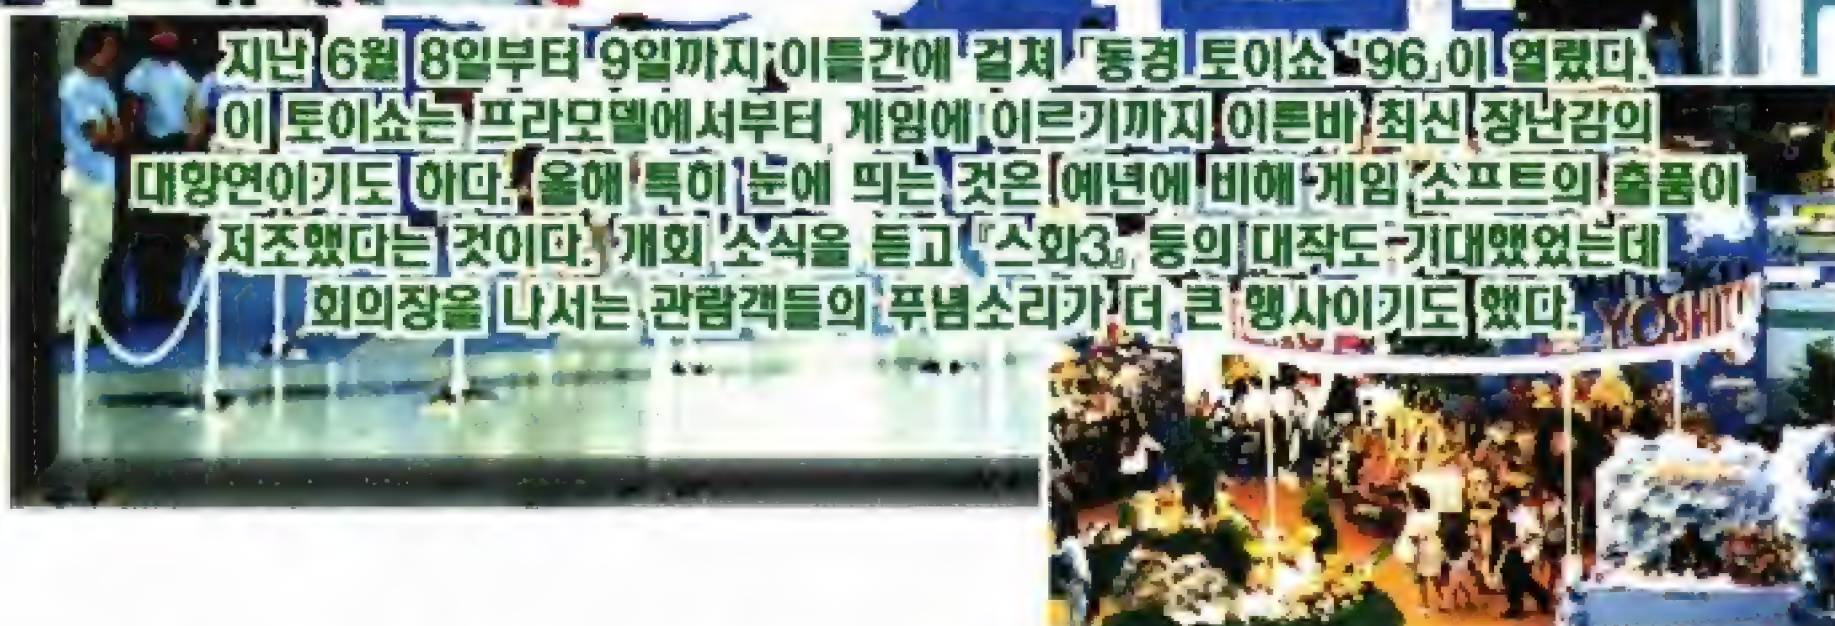 지난 6월 8일부터 9일까지 이틀간에 걸쳐 「동경 토이쇼 '96」이 열렸다.
이 토이쇼는 프라모델에서부터 게임에 이르기까지 이른바 최신 장난감의
대향연이기도 하다. 올해 특히 눈에 띄는 것은 예년에 비해 게임 소프트의 출품이
저조했다는 것이다. 개회 소식을 듣고 『스화3』 등의 대작도 기대했었는데
회의장을 나서는 관람객들의 푸념소리가 더 큰 행사이기도 했다.